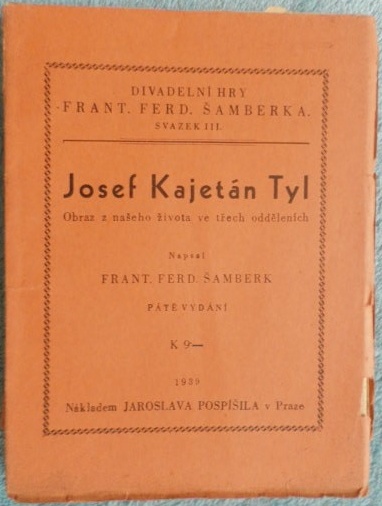 DIVADELNÍ HRY
FRANT. FERD. ŠAMBERKA.
SVAZEK III.
Josef Kajetán Tyl
Obraz z našeho života ve třech odděleních
Napsal
FRANT. FERD. ŠAMBERK
PÁTÉ VYDÁNÍ
K 9·—
1939
Nákladem JAROSLAVA POSPÍŠILA v Praze